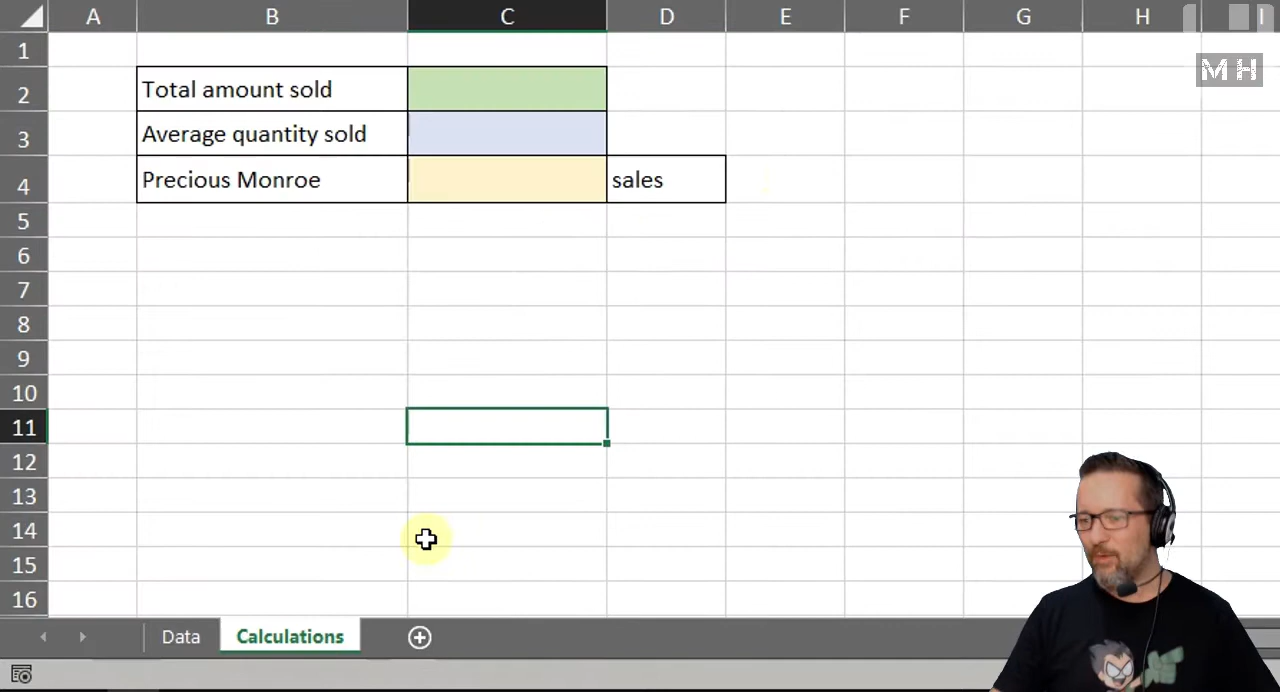 A B C D E F G H I
1
2 Total amount sold
3 Average quantity sold
4 Precious Monroe sales
5
6
7
8
9
10
11
12
13
14
15
16
Data Calculations
M H